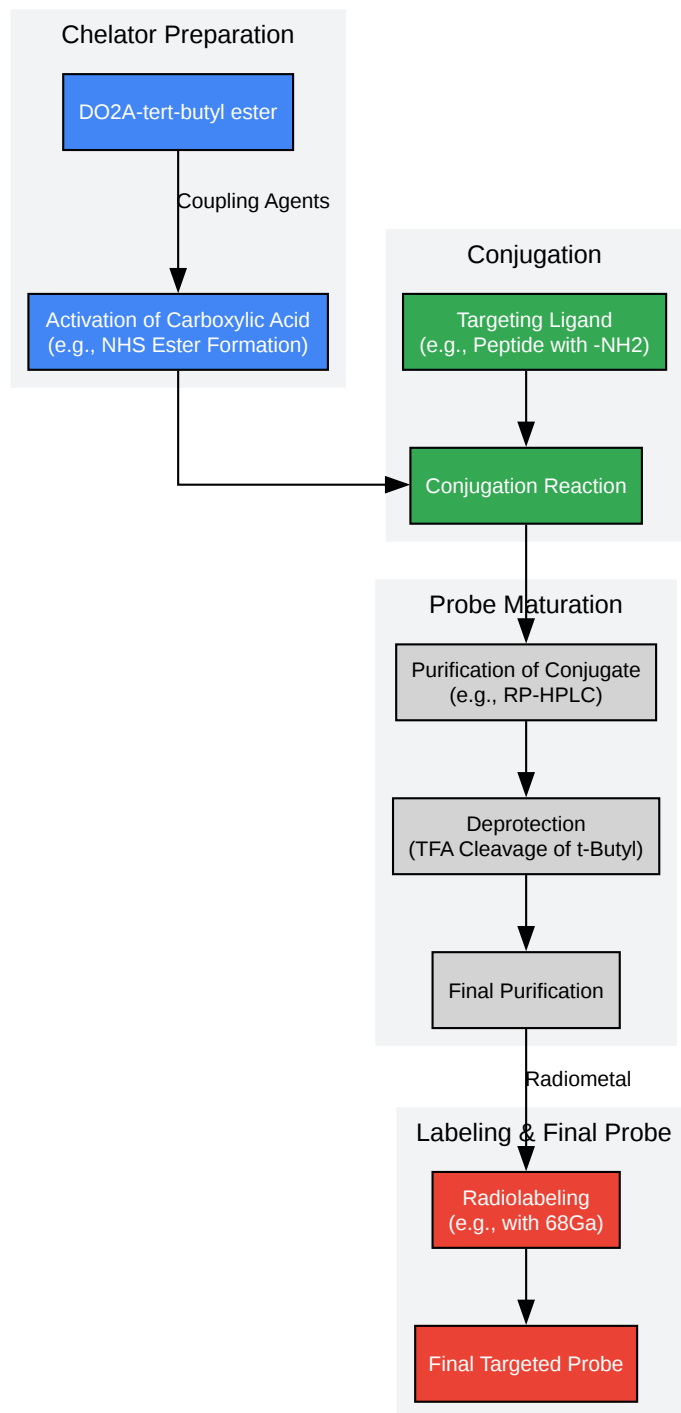 Chelator Preparation
DO2A-tert-butyl ester
Coupling Agents
Activation of Carboxylic Acid
(e.g., NHS Ester Formation)
Conjugation
Targeting Ligand
(e.g., Peptide with -NH2)
Conjugation Reaction
Probe Maturation
Purification of Conjugate
(e.g., RP-HPLC)
Deprotection
(TFA Cleavage of t-Butyl)
Final Purification
Radiometal
Labeling & Final Probe
Radiolabeling
(e.g., with 68Ga)
Final Targeted Probe